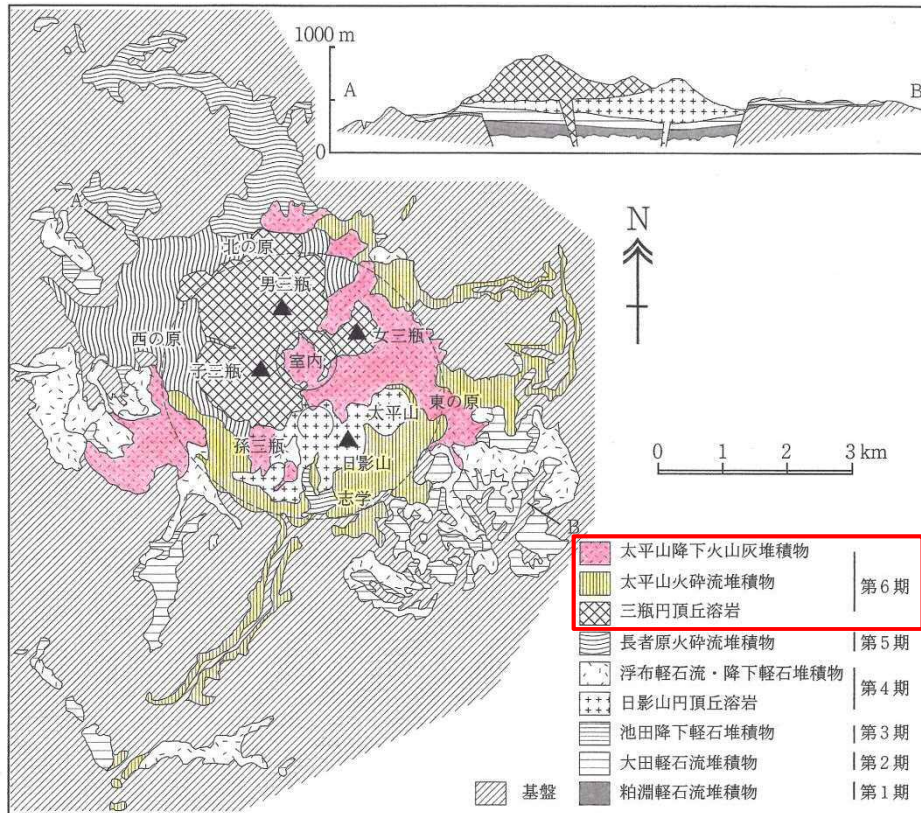 1000 m
A
B
0
N
A
北の原
男三瓶
女三瓶
西の原
室内
子三瓶
太平山
東の原
孫三瓶
日影山
志学
B
0 1 2 3 km
太平山降下火山灰堆積物
太平山火砕流堆積物 第6期
三瓶円頂丘溶岩
長者原火砕流堆積物 第5期
浮布軽石流・降下軽石堆積物
第4期
日影山円頂丘溶岩
池田降下軽石堆積物 第3期
大田軽石流堆積物 第2期
基盤 粕淵軽石流堆積物 第1期